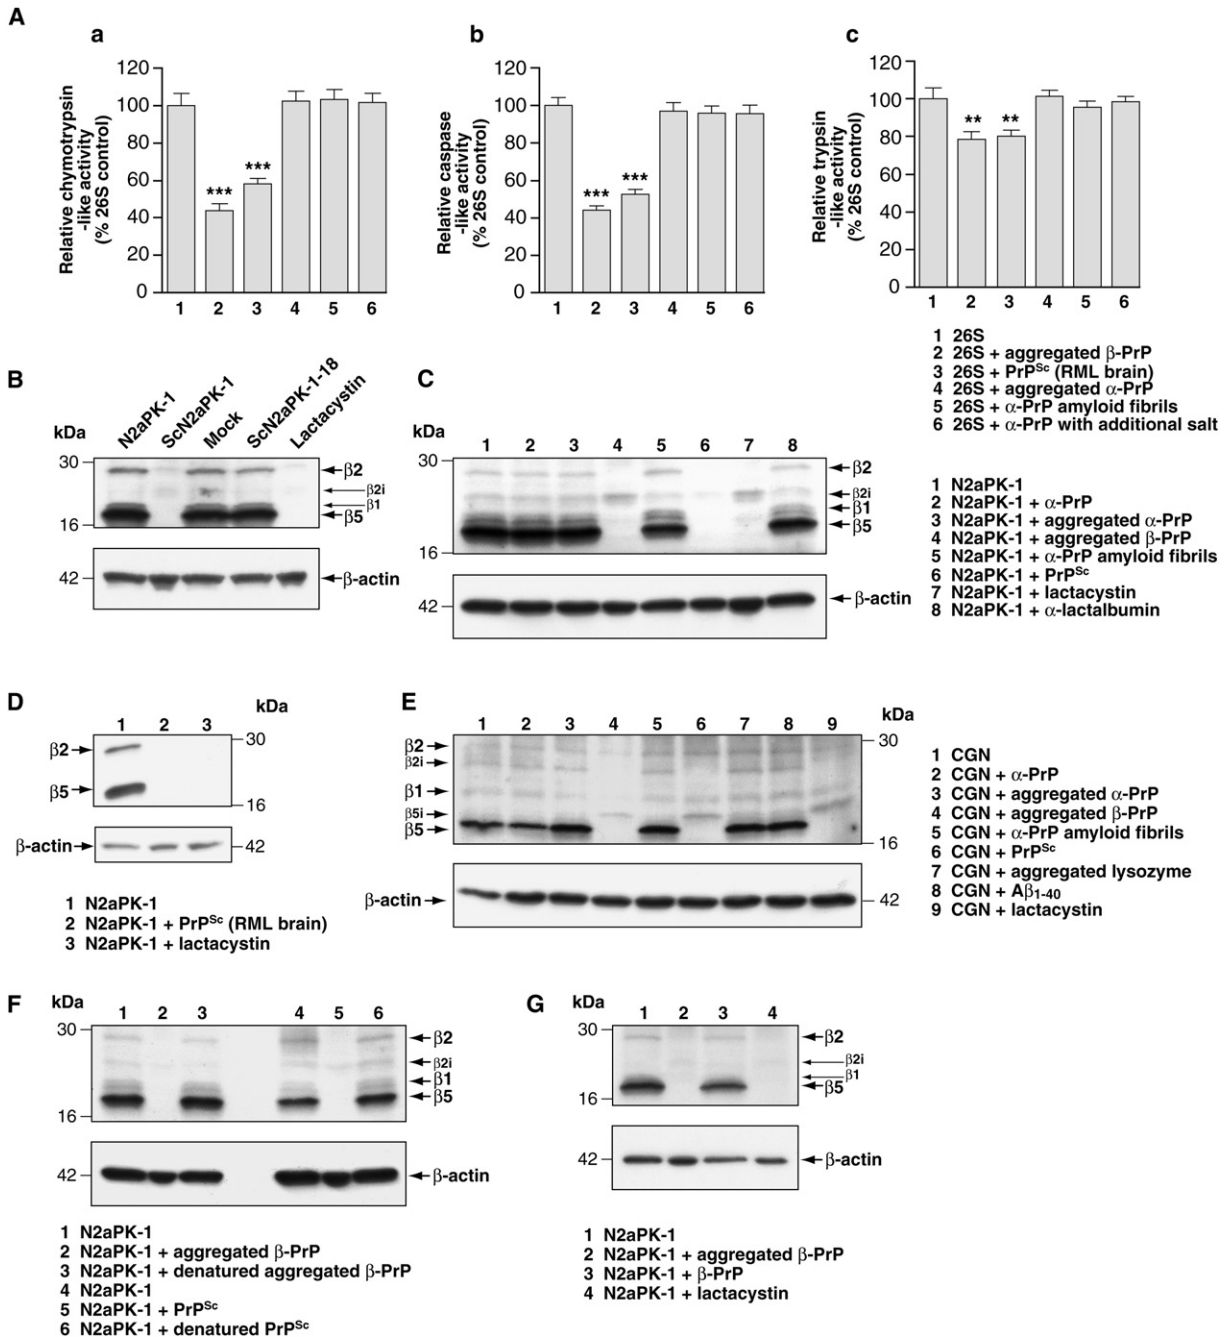 A
a
b
c
Relative chymotrypsin
-like activity
(% 26S control)
120
100
80
60
40
20
0
***
***
1 2 3 4 5 6
Relative caspase
-like activity
(% 26S control)
120
100
80
60
40
20
0
***
***
1 2 3 4 5 6
Relative trypsin
-like activity
(% 26S control)
120
100
80
60
40
20
0
**
**
1 2 3 4 5 6
1 26S
2 26S + aggregated β-PrP
3 26S + PrPSc (RML brain)
4 26S + aggregated α-PrP
5 26S + α-PrP amyloid fibrils
6 26S + α-PrP with additional salt
B
N2aPK-1
ScN2aPK-1
Mock
ScN2aPK-1-18
Lactacystin
kDa
30
16
42
β2
β2i
β1
β5
β-actin
C
kDa
1 2 3 4 5 6 7 8
30
16
42
β2
β2i
β1
β5
β-actin
1 N2aPK-1
2 N2aPK-1 + α-PrP
3 N2aPK-1 + aggregated α-PrP
4 N2aPK-1 + aggregated β-PrP
5 N2aPK-1 + α-PrP amyloid fibrils
6 N2aPK-1 + PrPSc
7 N2aPK-1 + lactacystin
8 N2aPK-1 + α-lactalbumin
D
1 2 3
kDa
β2
β5
β-actin
30
16
42
1 N2aPK-1
2 N2aPK-1 + PrPSc (RML brain)
3 N2aPK-1 + lactacystin
E
1 2 3 4 5 6 7 8 9
kDa
β2
β2i
β1
β5i
β5
β-actin
30
16
42
1 CGN
2 CGN + α-PrP
3 CGN + aggregated α-PrP
4 CGN + aggregated β-PrP
5 CGN + α-PrP amyloid fibrils
6 CGN + PrPSc
7 CGN + aggregated lysozyme
8 CGN + Aβ1-40
9 CGN + lactacystin
F
kDa
1 2 3 4 5 6
30
16
42
β2
β2i
β1
β5
β-actin
1 N2aPK-1
2 N2aPK-1 + aggregated β-PrP
3 N2aPK-1 + denatured aggregated β-PrP
4 N2aPK-1
5 N2aPK-1 + PrPSc
6 N2aPK-1 + denatured PrPSc
G
kDa
1 2 3 4
30
16
42
β2
β2i
β1
β5
β-actin
1 N2aPK-1
2 N2aPK-1 + aggregated β-PrP
3 N2aPK-1 + β-PrP
4 N2aPK-1 + lactacystin